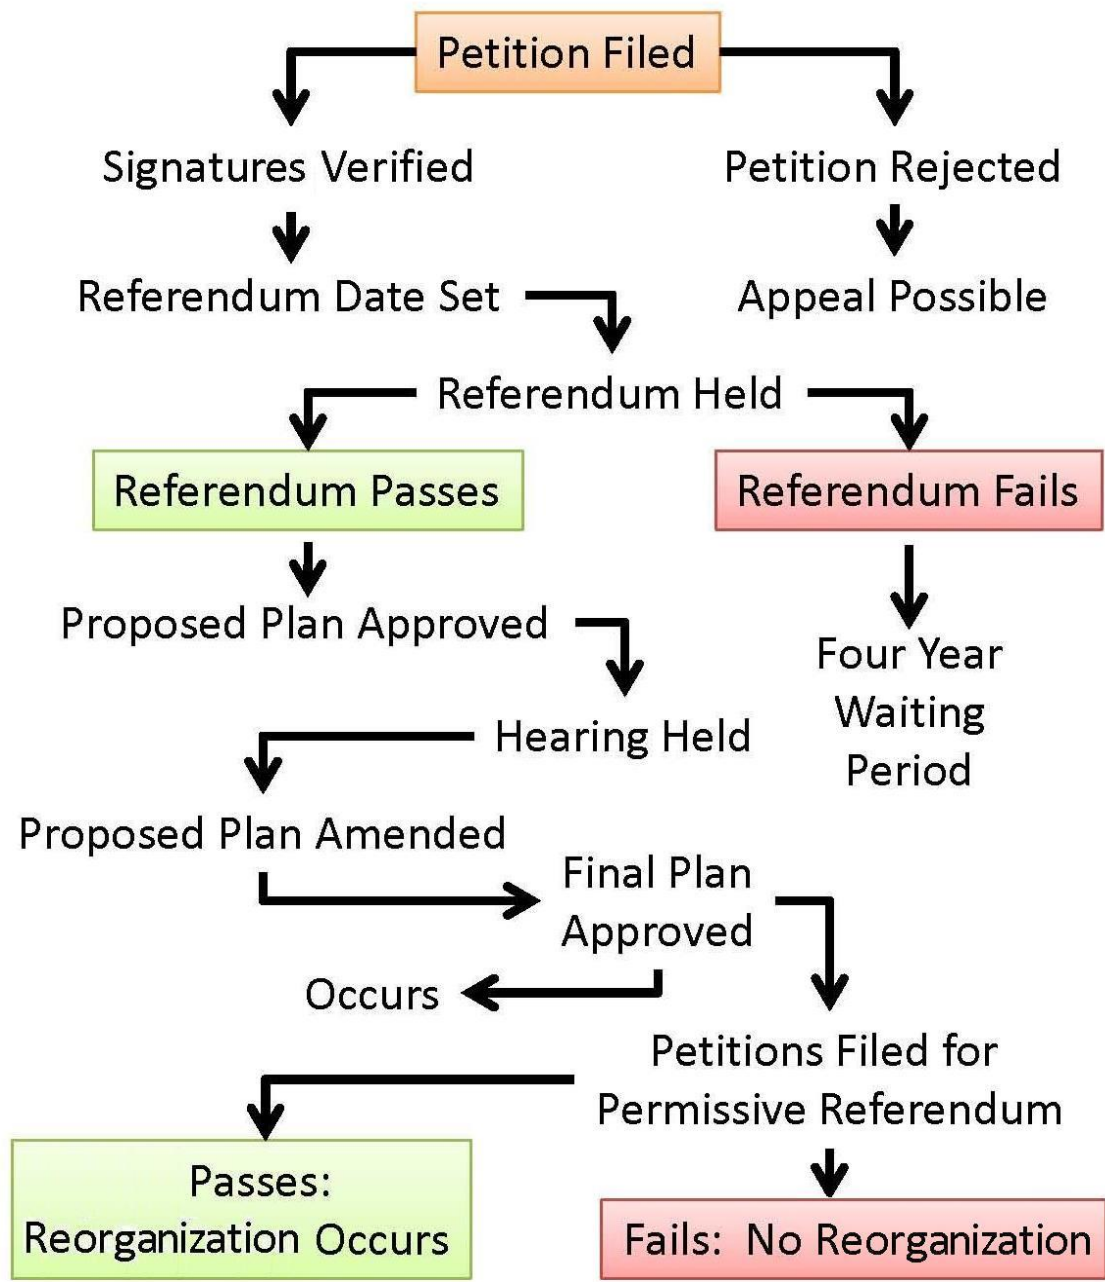 Petition Filed
Signatures Verified
Petition Rejected
Referendum Date Set
Appeal Possible
Referendum Held
Referendum Passes
Referendum Fails
Proposed Plan Approved
Four Year
Waiting
Period
Hearing Held
Proposed Plan Amended
Final Plan
Approved
Occurs
Petitions Filed for
Permissive Referendum
Passes:
Reorganization Occurs
Fails: No Reorganization